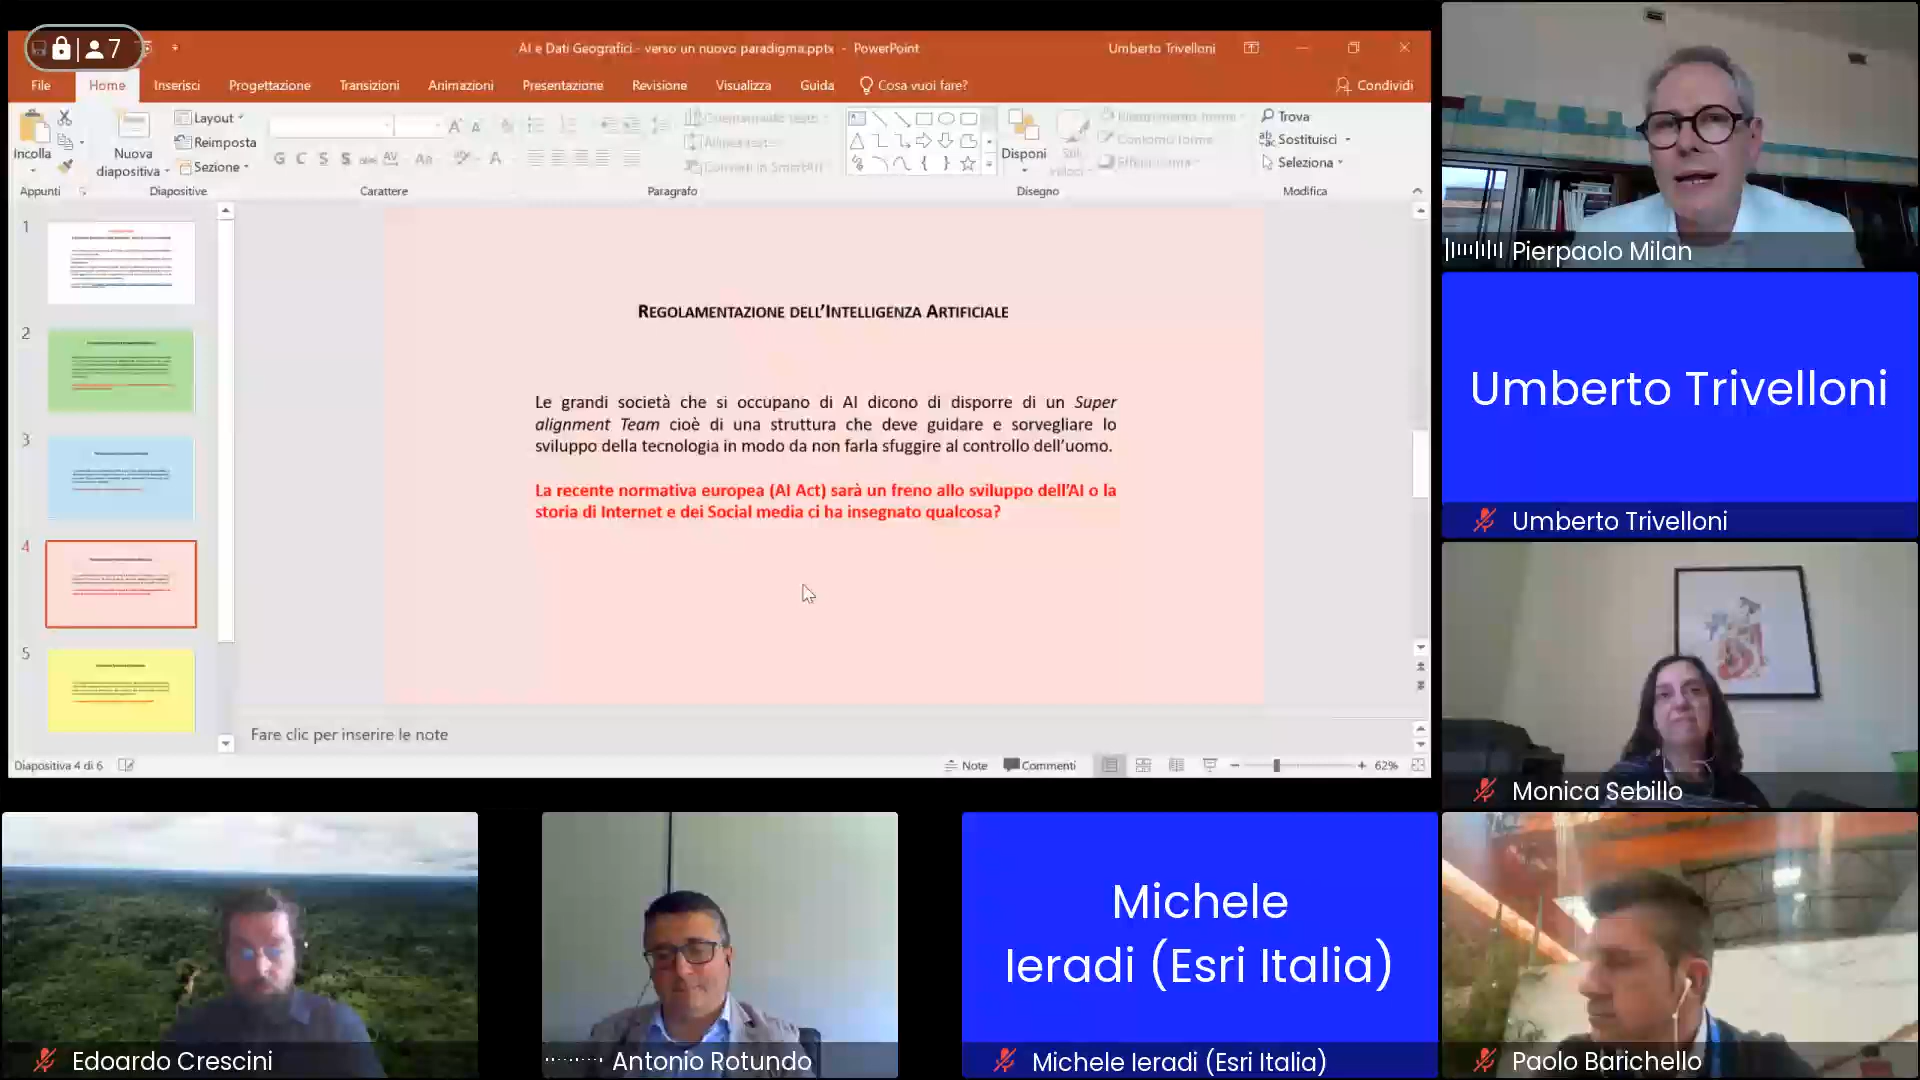 7
AI e Dati Geografici - verso un nuovo paradigma.pptx - PowerPoint
Umberto Trivelloni
File Home Inserisci Progettazione Transizioni Animazioni Presentazione Revisione Visualizza Guida Cosa vuoi fare?
Condividi
Incolla
Appunti
Nuova
diapositiva
Layout
Reimposta
Sezione
Diapositive
G C S S
AV Aa A
Carattere
Paragrafo
Disponi
Disegno
Trova
Sostituisci
Seleziona
Modifica
1
2
3
4
5
REGOLAMENTAZIONE DELL'INTELLIGENZA ARTIFICIALE
Le grandi società che si occupano di AI dicono di disporre di un Super
alignment Team cioè di una struttura che deve guidare e sorvegliare lo
sviluppo della tecnologia in modo da non farla sfuggire al controllo dell'uomo.
La recente normativa europea (AI Act) sarà un freno allo sviluppo dell'AI o la
storia di Internet e dei Social media ci ha insegnato qualcosa?
Fare clic per inserire le note
Diapositiva 4 di 6
Note
Commenti
62%
Pierpaolo Milan
Umberto Trivelloni
Umberto Trivelloni
Monica Sebillo
Edoardo Crescini
Antonio Rotundo
Michele
Ieradi (Esri Italia)
Michele Ieradi (Esri Italia)
Paolo Barichello